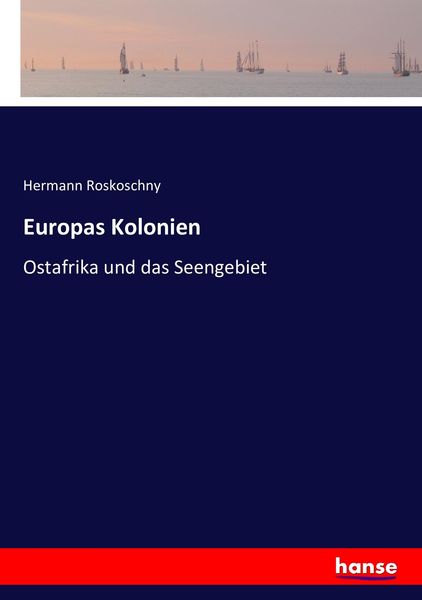 Hermann Roskoschny
Europas Kolonien
Ostafrika und das Seengebiet
hanse